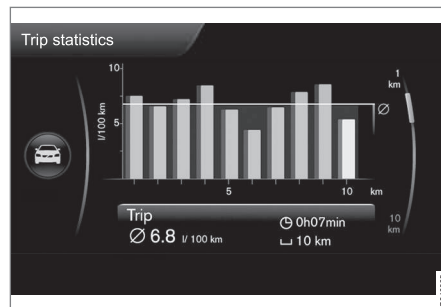 Trip statistics
10
5
l/100 km
5 10 km
Ø
1
km
10
km
Trip
Ø 6.8 l/ 100 km
0h07min
10 km